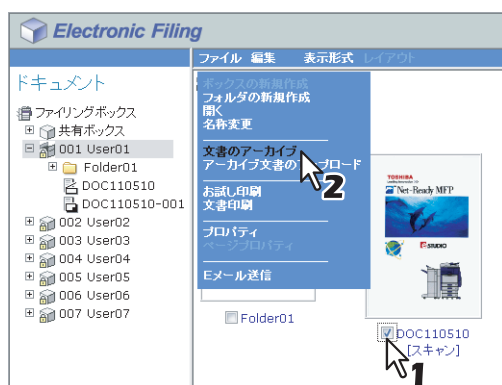 Electronic Filing
ファイル 編集 表示形式 レイアウト
ドキュメント
ファイリングボックス
共有ボックス
001 User01
Folder01
DOC110510
DOC110510-001
002 User02
003 User03
004 User04
005 User05
006 User06
007 User07
ボックスの新規作成
フォルダの新規作成
開く
名称変更
文書のアーカイブ
アーカイブ文書のア プロード
2
お試し印刷
文書印刷
プロパティ
ページプロパティ
Eメール送信
TOSHIBA
Net-Ready MFP
e-STUDIO
Folder01
DOC110510
[スキャン]
1